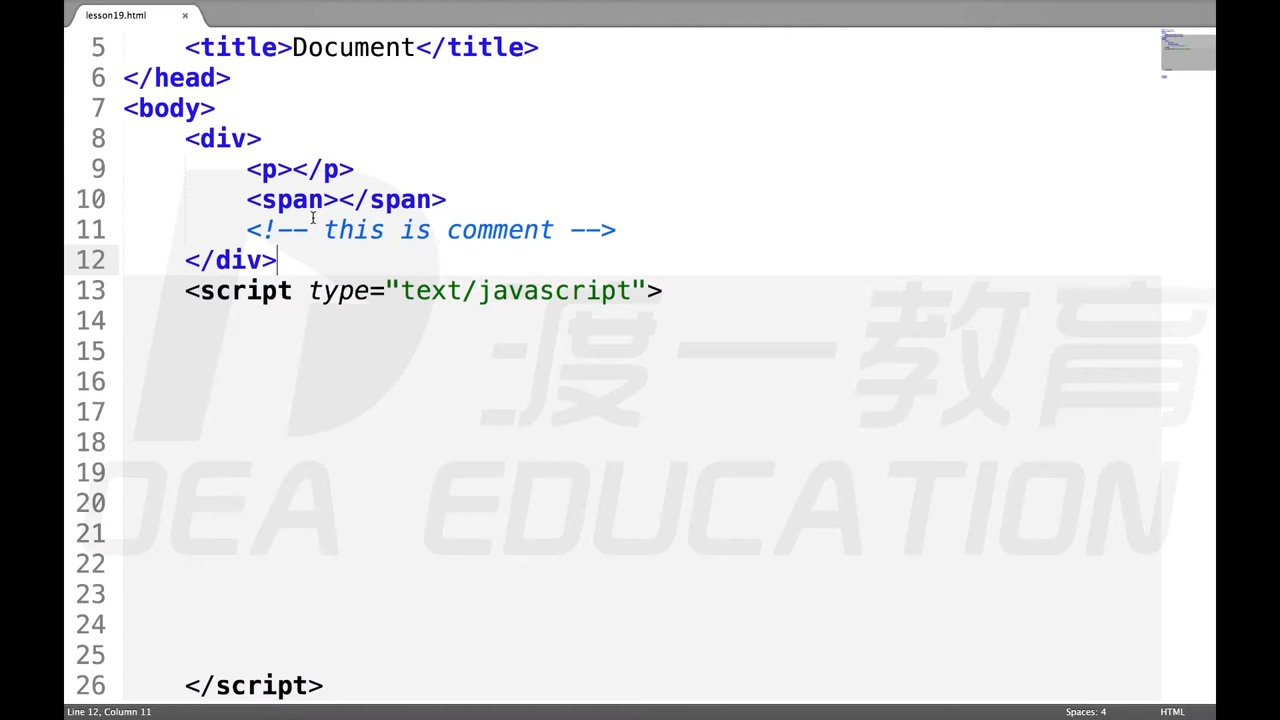 lesson19.html ×
5 <title>Document</title>
6 </head>
7 <body>
8 <div>
9 <p></p>
10 <span></span>
11 <!-- this is comment -->
12 </div>
13 <script type="text/javascript">
14
15
16
17
18
19
20
21
22
23
24
25
26 </script>
渡一教育
DEA EDUCATION
Line 12, Column 11 Spaces: 4 HTML